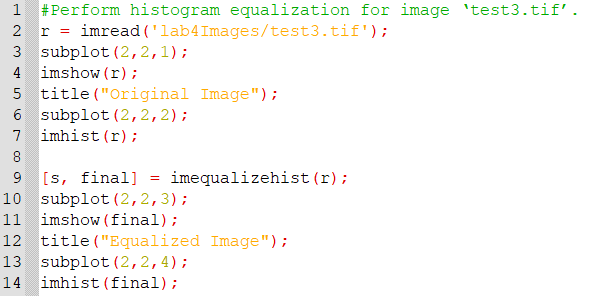 1 #Perform histogram equalization for image ‘test3.tif’.
2 r = imread('lab4Images/test3.tif');
3 subplot(2,2,1);
4 imshow(r);
5 title("Original Image");
6 subplot(2,2,2);
7 imhist(r);
8
9 [s, final] = imequalizehist(r);
10 subplot(2,2,3);
11 imshow(final);
12 title("Equalized Image");
13 subplot(2,2,4);
14 imhist(final);